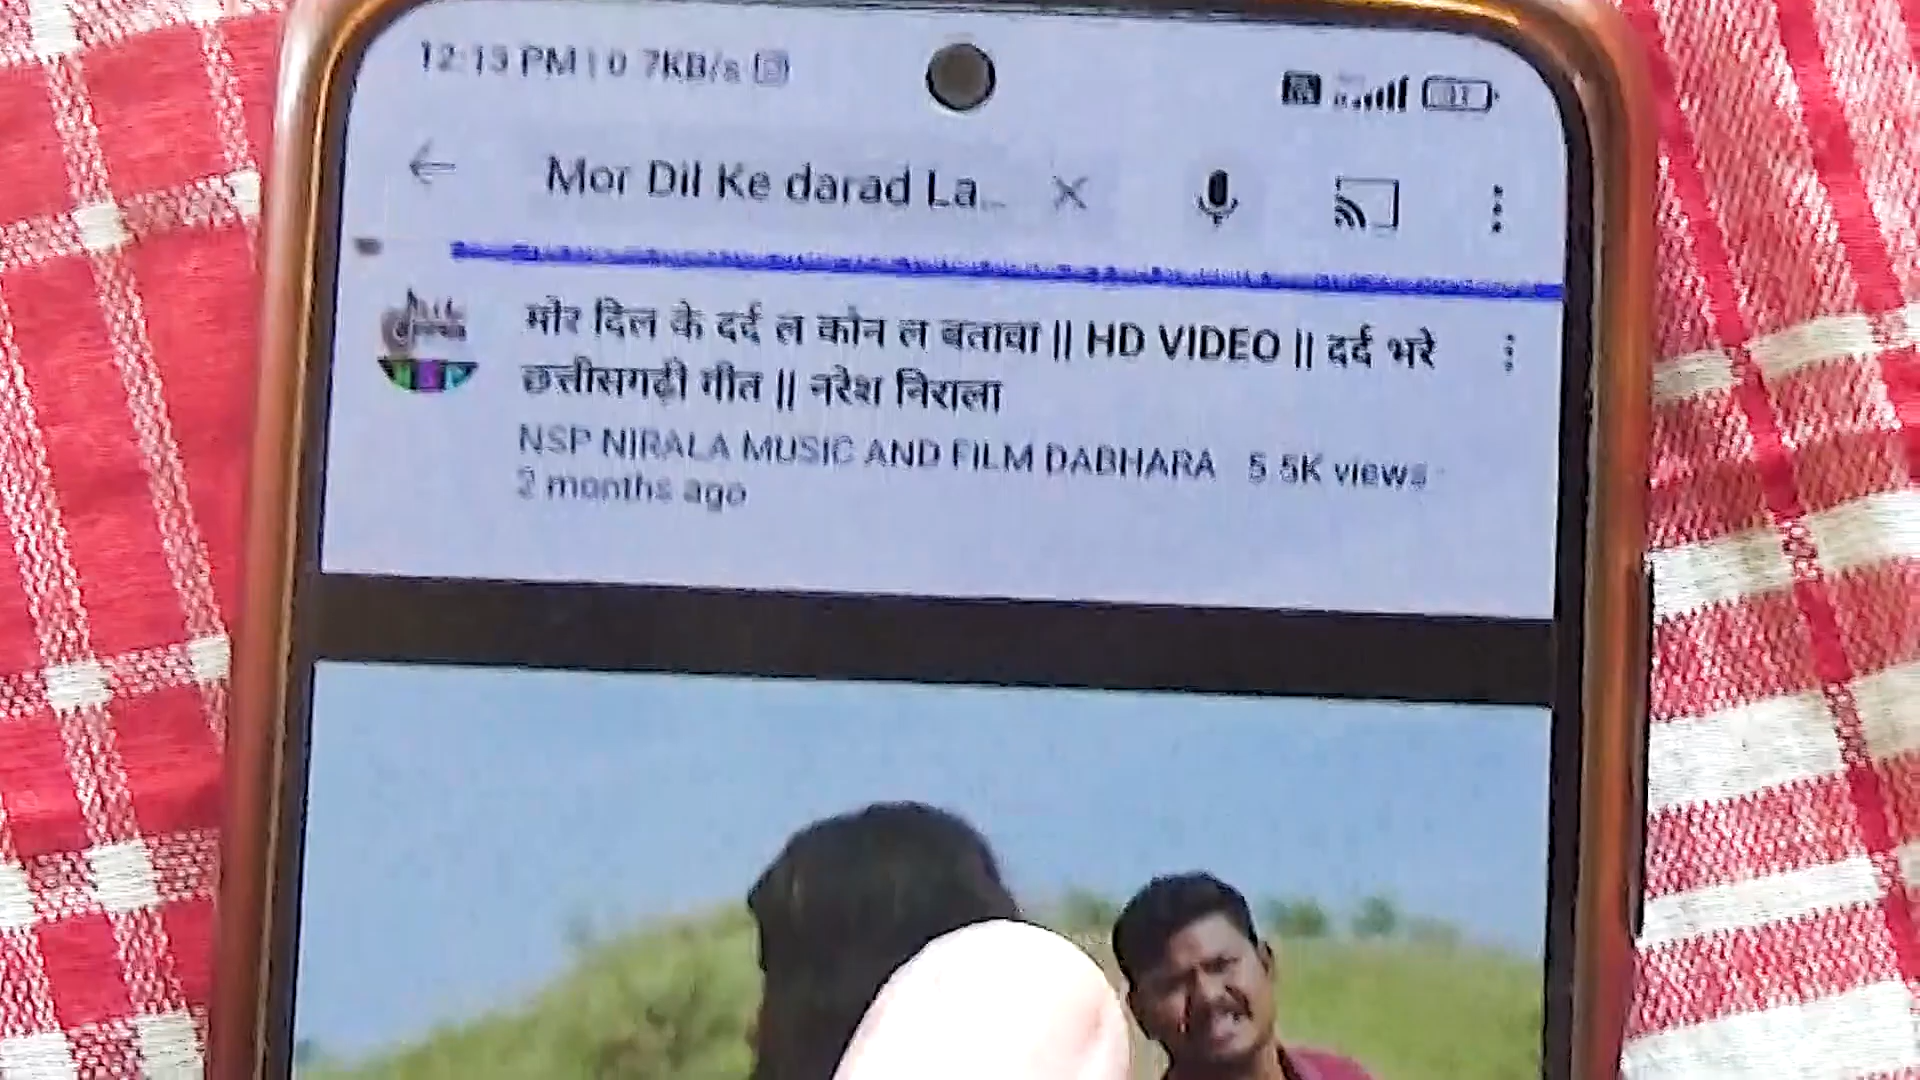 12:13 PM | 0.7KB/s
Mor Dil Ke darad La...
मोर दिल के दर्द ल कोन ल बतावा || HD VIDEO || दर्द भरे
छत्तीसगढ़ी गीत || नरेश निराला
NSP NIRALA MUSIC AND FILM DABHARA 5.5K views
2 months ago